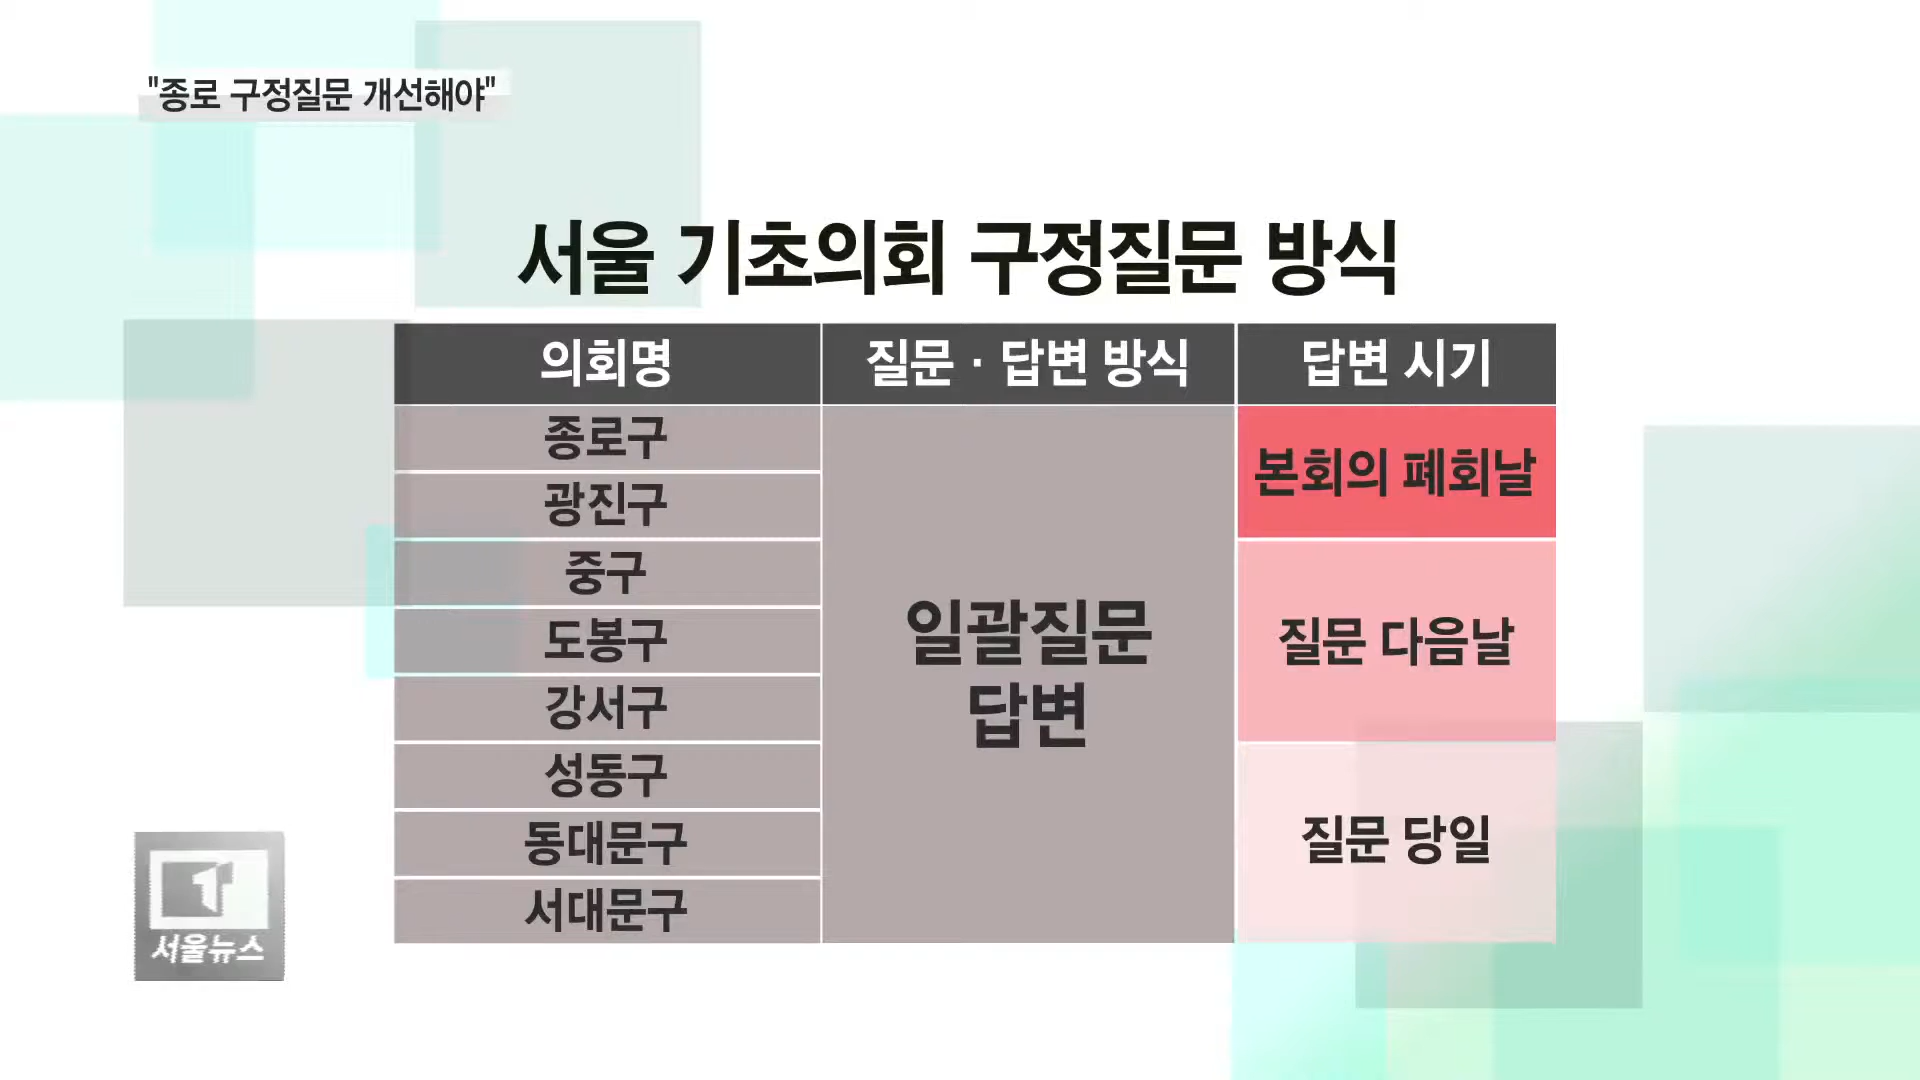 "종로 구정질문 개선해야"
서울 기초의회 구정질문 방식
의회명 질문·답변 방식 답변 시기
종로구
광진구
본회의 폐회날
중구
도봉구
강서구
질문 다음날
일괄질문
답변
성동구
동대문구
서대문구
질문 당일
서울뉴스